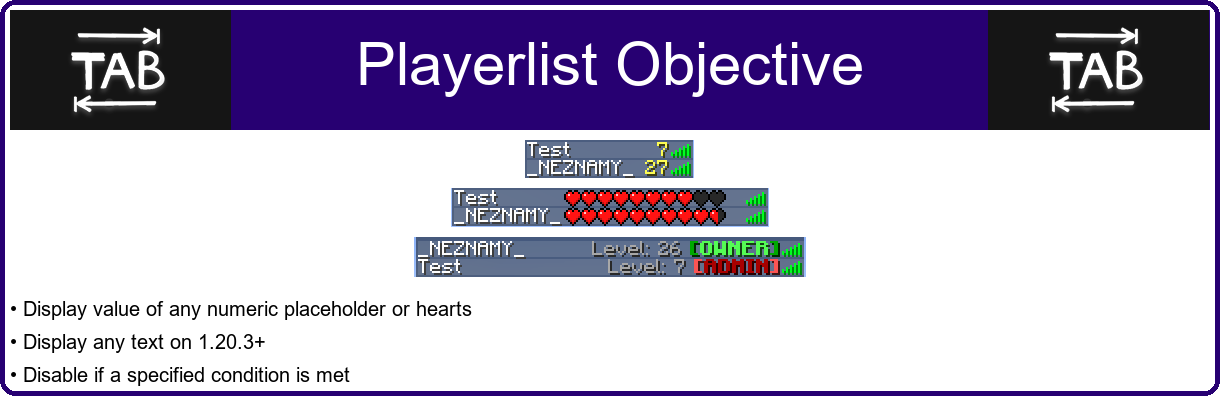 TAB Playerlist Objective TAB
Test 7
_NEZNAMY_ 27
Test
_NEZNAMY_
_NEZNAMY_ Level: 26 [OWNER]
Test Level: 7 [ADMIN]
• Display value of any numeric placeholder or hearts
• Display any text on 1.20.3+
• Disable if a specified condition is met